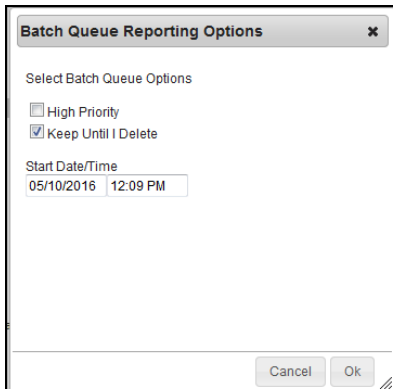 Batch Queue Reporting Options
Select Batch Queue Options
High Priority
Keep Until I Delete
Start Date/Time
05/10/2016 12:09 PM
Cancel Ok